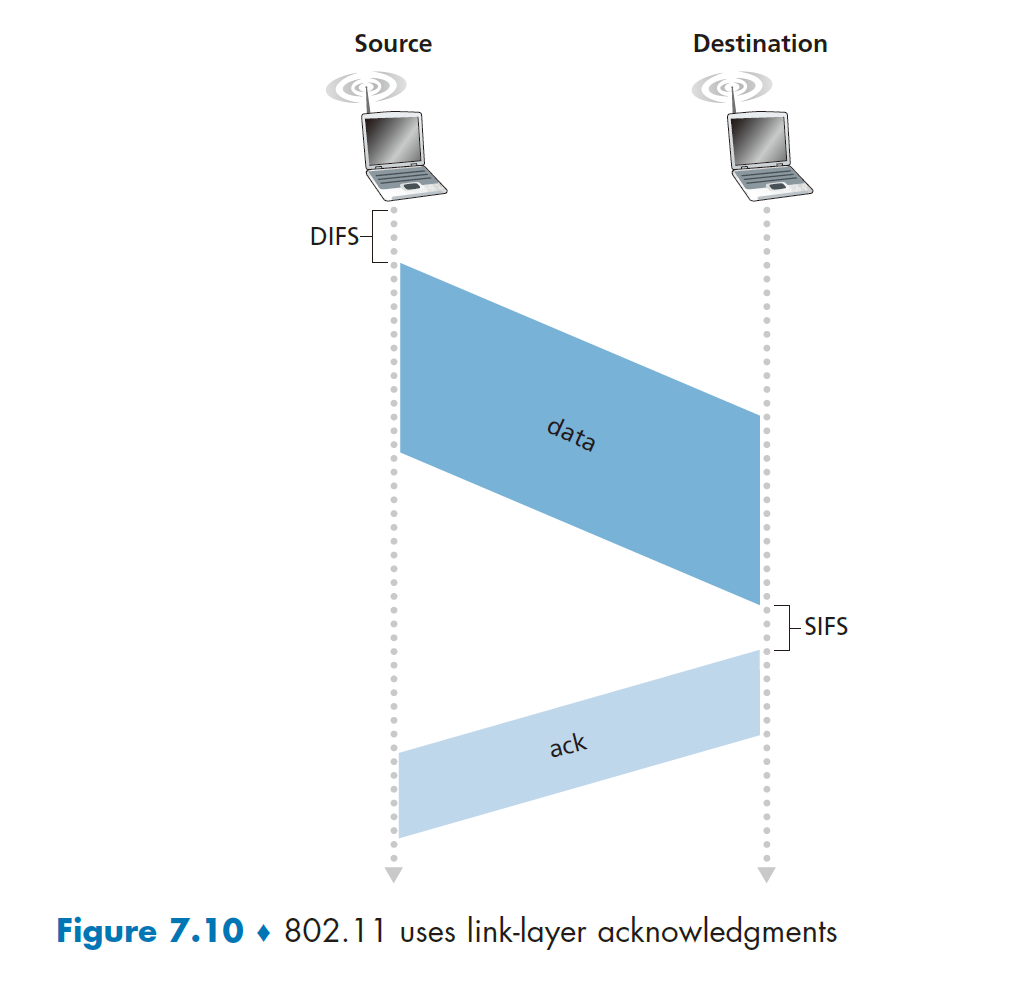 Source
Destination
DIFS
data
SIFS
ack
Figure 7.10 ♦ 802.11 uses link-layer acknowledgments